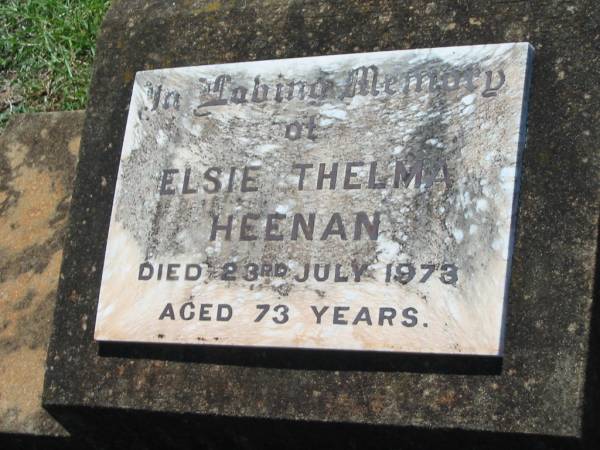 In Loving Memory
of
ELSIE THELMA
HEENAN
DIED 23RD JULY 1973
AGED 73 YEARS.